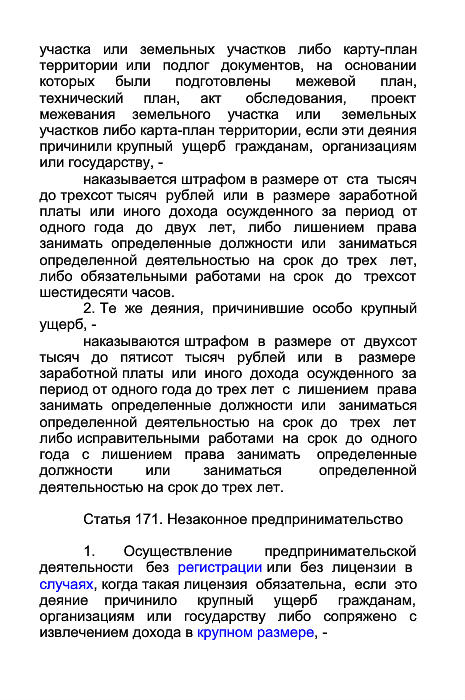 участка или земельных участков либо карту-план
территории или подлог документов, на основании
которых были подготовлены межевой план,
технический план, акт обследования, проект
межевания земельного участка или земельных
участков либо карта-план территории, если эти деяния
причинили крупный ущерб гражданам, организациям
или государству, -
наказывается штрафом в размере от ста тысяч
до трехсот тысяч рублей или в размере заработной
платы или иного дохода осужденного за период от
одного года до двух лет, либо лишением права
занимать определенные должности или заниматься
определенной деятельностью на срок до трех лет,
либо обязательными работами на срок до трехсот
шестидесяти часов.
2. Те же деяния, причинившие особо крупный
ущерб, -
наказываются штрафом в размере от двухсот
тысяч до пятисот тысяч рублей или в размере
заработной платы или иного дохода осужденного за
период от одного года до трех лет с лишением права
занимать определенные должности или заниматься
определенной деятельностью на срок до трех лет
либо исправительными работами на срок до одного
года с лишением права занимать определенные
должности или заниматься определенной
деятельностью на срок до трех лет.
Статья 171. Незаконное предпринимательство
1. Осуществление предпринимательской
деятельности без регистрации или без лицензии в
случаях, когда такая лицензия обязательна, если это
деяние причинило крупный ущерб гражданам,
организациям или государству либо сопряжено с
извлечением дохода в крупном размере, -